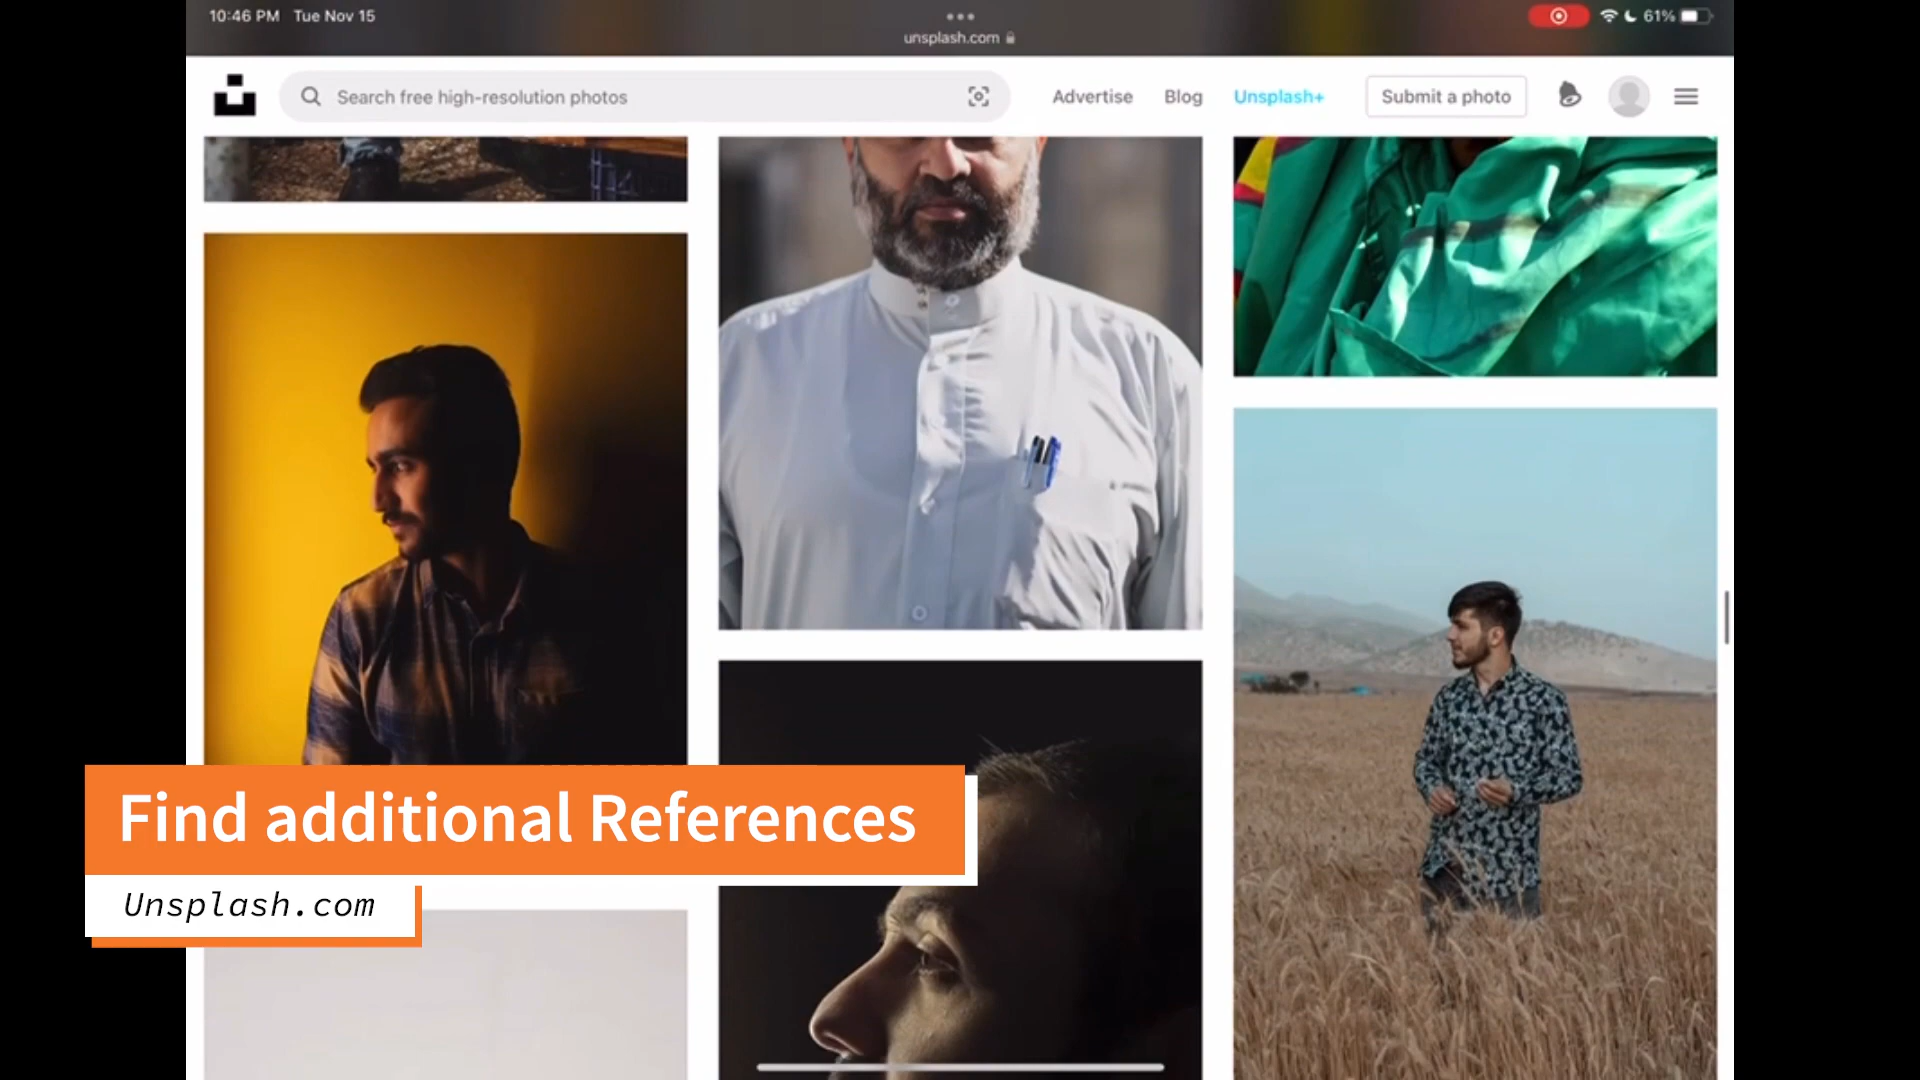 10:46 PM Tue Nov 15
unsplash.com
61%
Search free high-resolution photos
Advertise
Blog
Unsplash+
Submit a photo
Find additional References
Unsplash.com